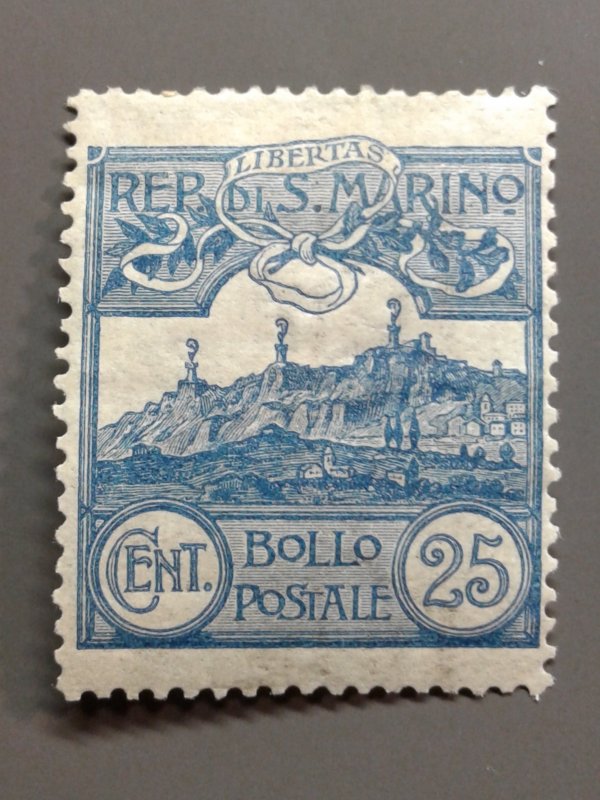 LIBERTAS
REP. DI S. MARINO
CENT.
BOLLO
POSTALE
25